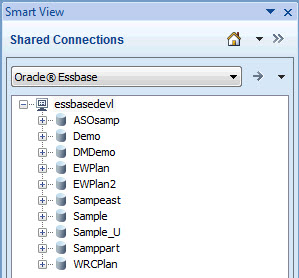 Smart View
Shared Connections
Oracle® Essbase
essbasedevl
ASOsamp
Demo
DMDemo
EWPlan
EWPlan2
Sampeast
Sample
Sample_U
Samppart
WRCPlan